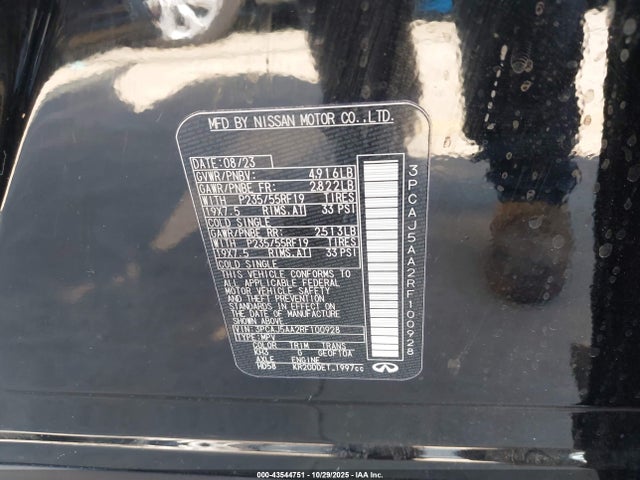 MFD BY NISSAN MOTOR CO.,LTD.
DATE: 08/23
GVWR/PNBV: 4,916LB
GAWR/PNBE FR: 2822LB
WITH P235/55RF19 TIRES
19X7.5 RIMS,AT 33 PSI
COLD SINGLE
GAWR/PNBE RR: 2513LB
WITH P235/55RF19 TIRES
19X7.5 RIMS,AT 33 PSI
COLD SINGLE
THIS VEHICLE CONFORMS TO
ALL APPLICABLE FEDERAL
MOTOR VEHICLE SAFETY
AND THEFT PREVENTION
STANDARDS IN EFFECT ON
THE DATE OF MANUFACTURE
SHOWN ABOVE.
VIN:3PCAJ5AA2RF100928
TYPE:MPV
COLOR TRIM TRANS
KH3 G GE0F10A
AXLE ENGINE
HD58 KR20DDET 1997cc
3PCAJ5AA2RF100928
000-43544751 | 10/29/2025 - ©IAA Inc.